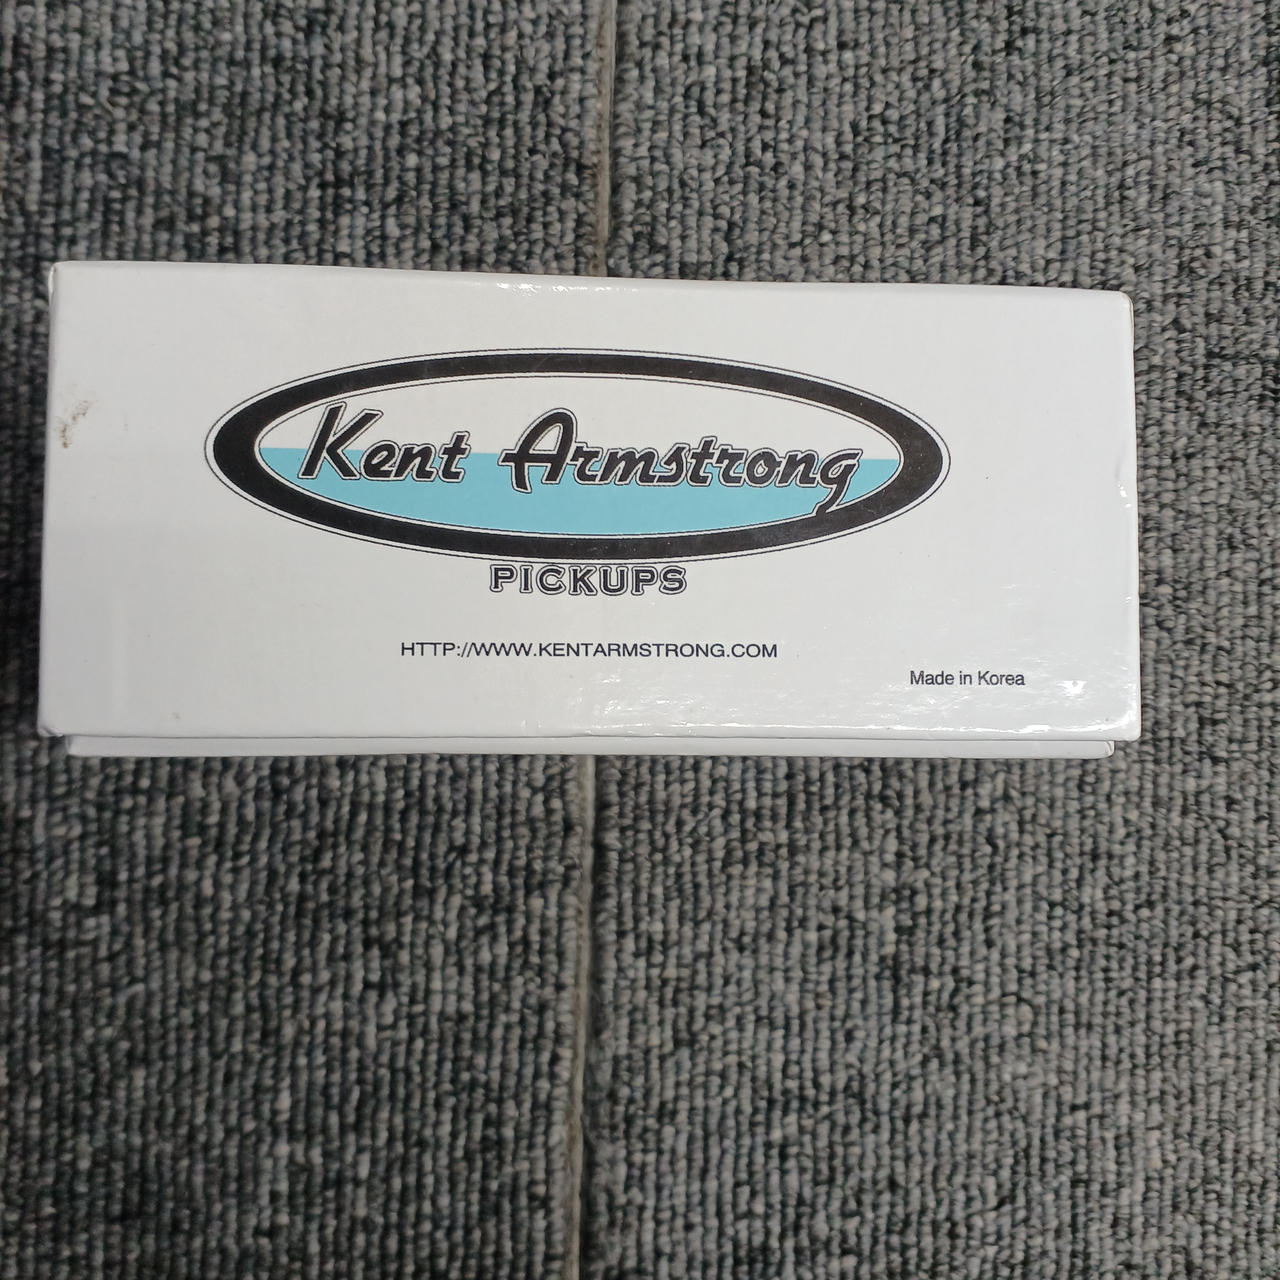 Kent Armstrong
PICKUPS
HTTP://WWW.KENTARMSTRONG.COM
Made in Korea